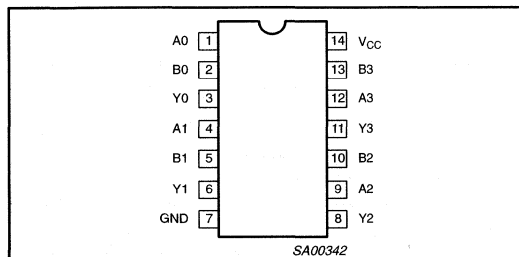 A0 1 14 VCC
B0 2 13 B3
Y0 3 12 A3
A1 4 11 Y3
B1 5 10 B2
Y1 6 9 A2
GND 7 8 Y2
SA00342